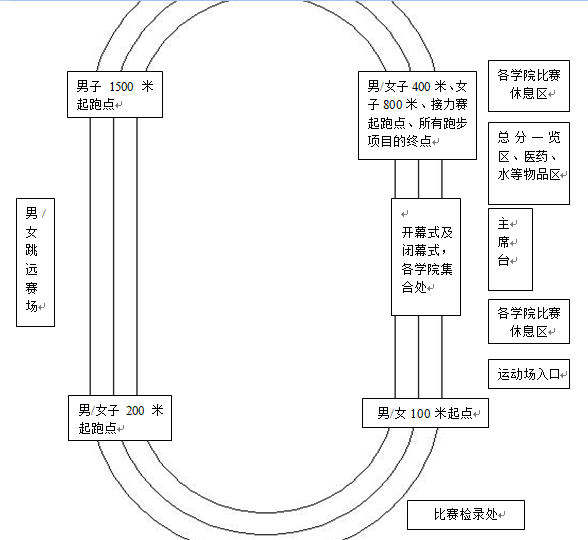 男子 1500 米
起跑点
男/女子 400 米、女
子 800 米、接力赛
起跑点、所有跑步
项目的终点
各学院比赛
休息区
总分一览
区、医药、
水等物品区
男/
女
跳
远
赛
场
开幕式及
闭幕式，
各学院集
合处
主
席
台
各学院比赛
休息区
运动场入口
男/女子 200 米
起跑点
男/女 100 米起点
比赛检录处